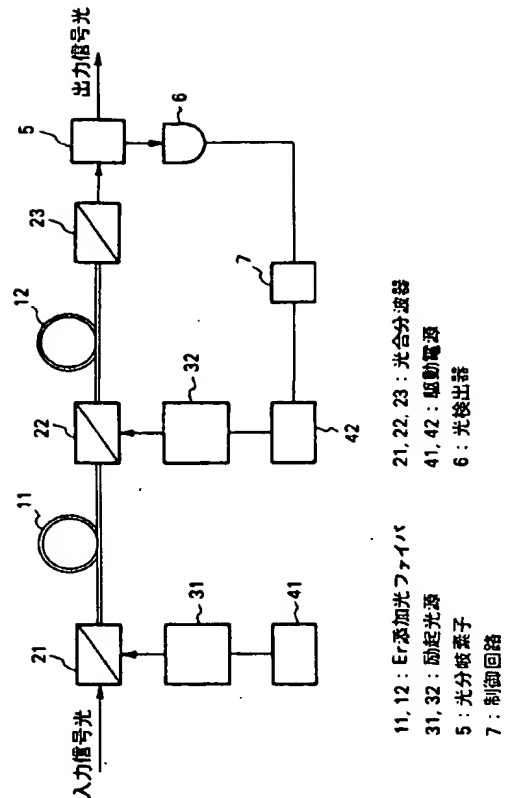 入力信号光
21
11
31
41
22
12
32
42
23
5
出力信号光
6
7
11, 12 : Er添加光ファイバ
31, 32 : 励起光源
5 : 光分岐素子
7 : 制御回路
21, 22, 23 : 光合分波器
41, 42 : 駆動電源
6 : 光検出器